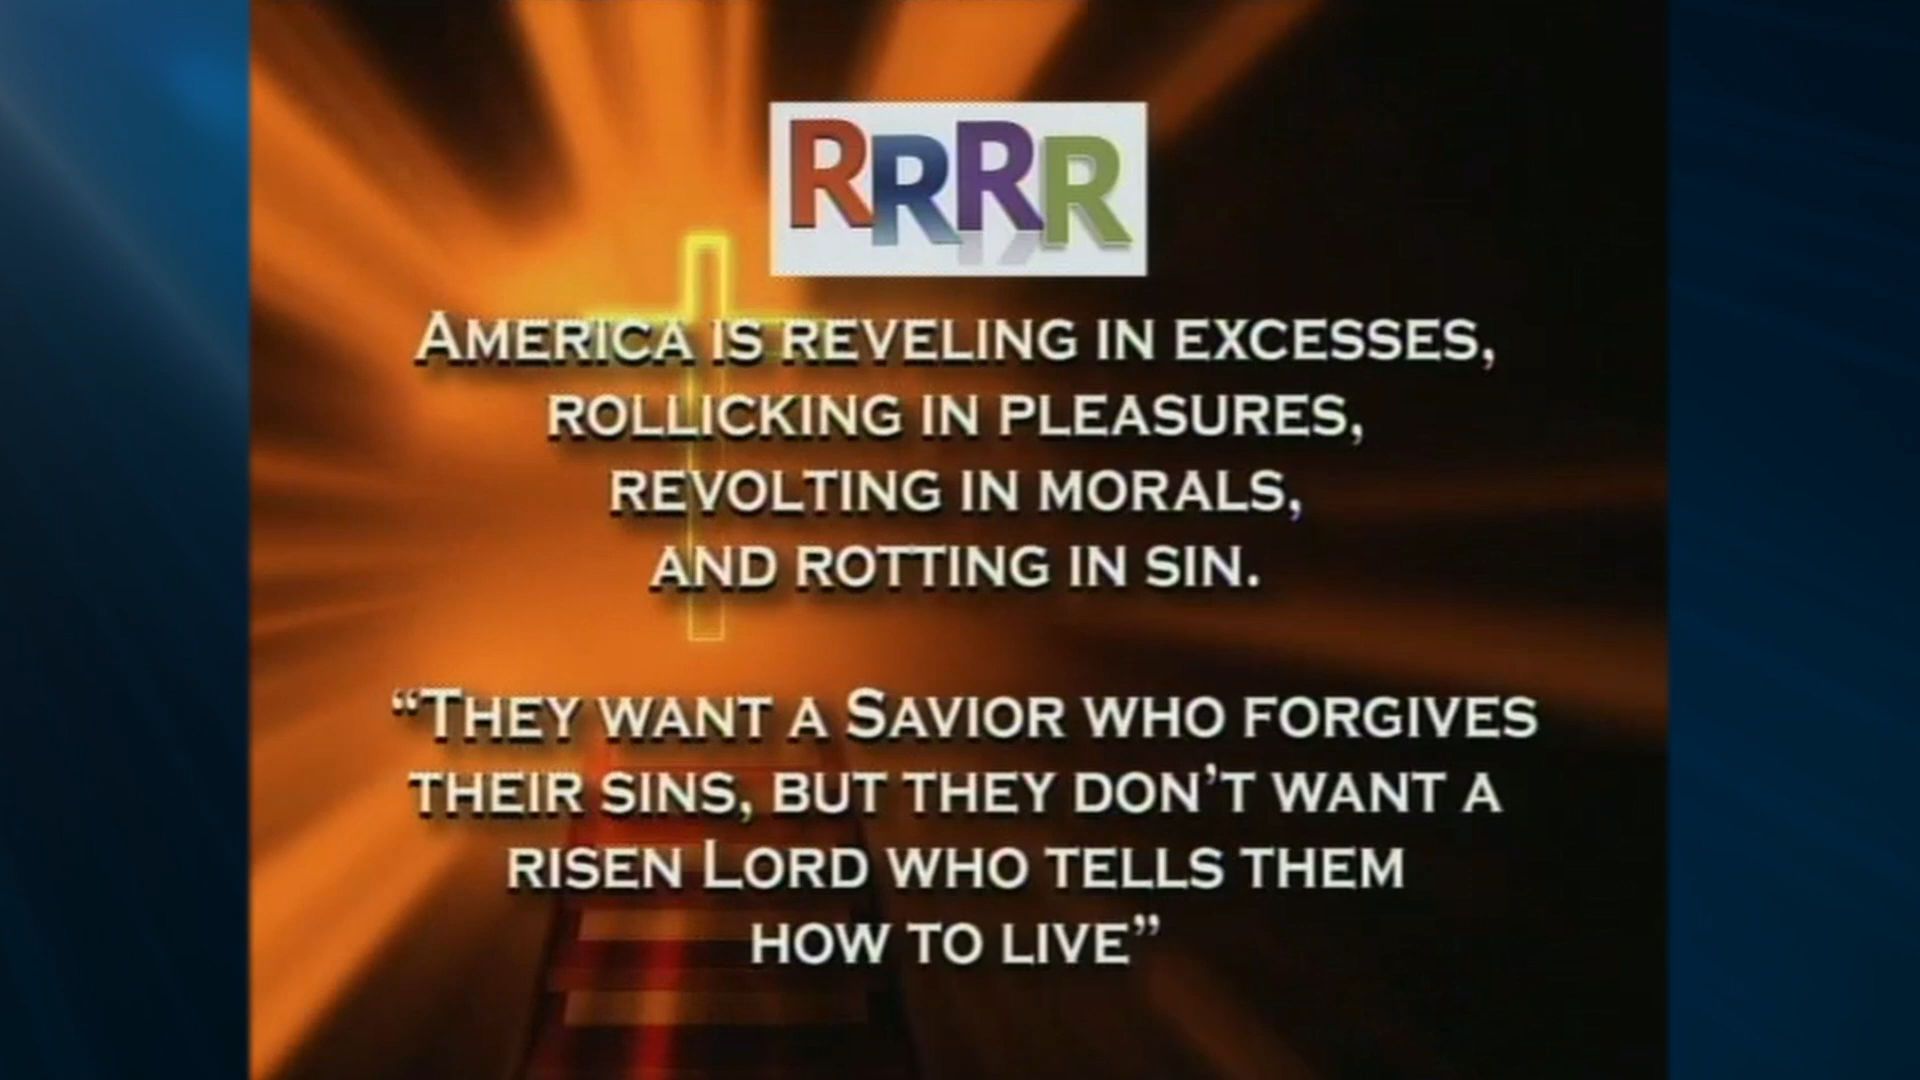 RRRR
AMERICA IS REVELING IN EXCESSES,
ROLLICKING IN PLEASURES,
REVOLTING IN MORALS,
AND ROTTING IN SIN.
“THEY WANT A SAVIOR WHO FORGIVES
THEIR SINS, BUT THEY DON’T WANT A
RISEN LORD WHO TELLS THEM
HOW TO LIVE”